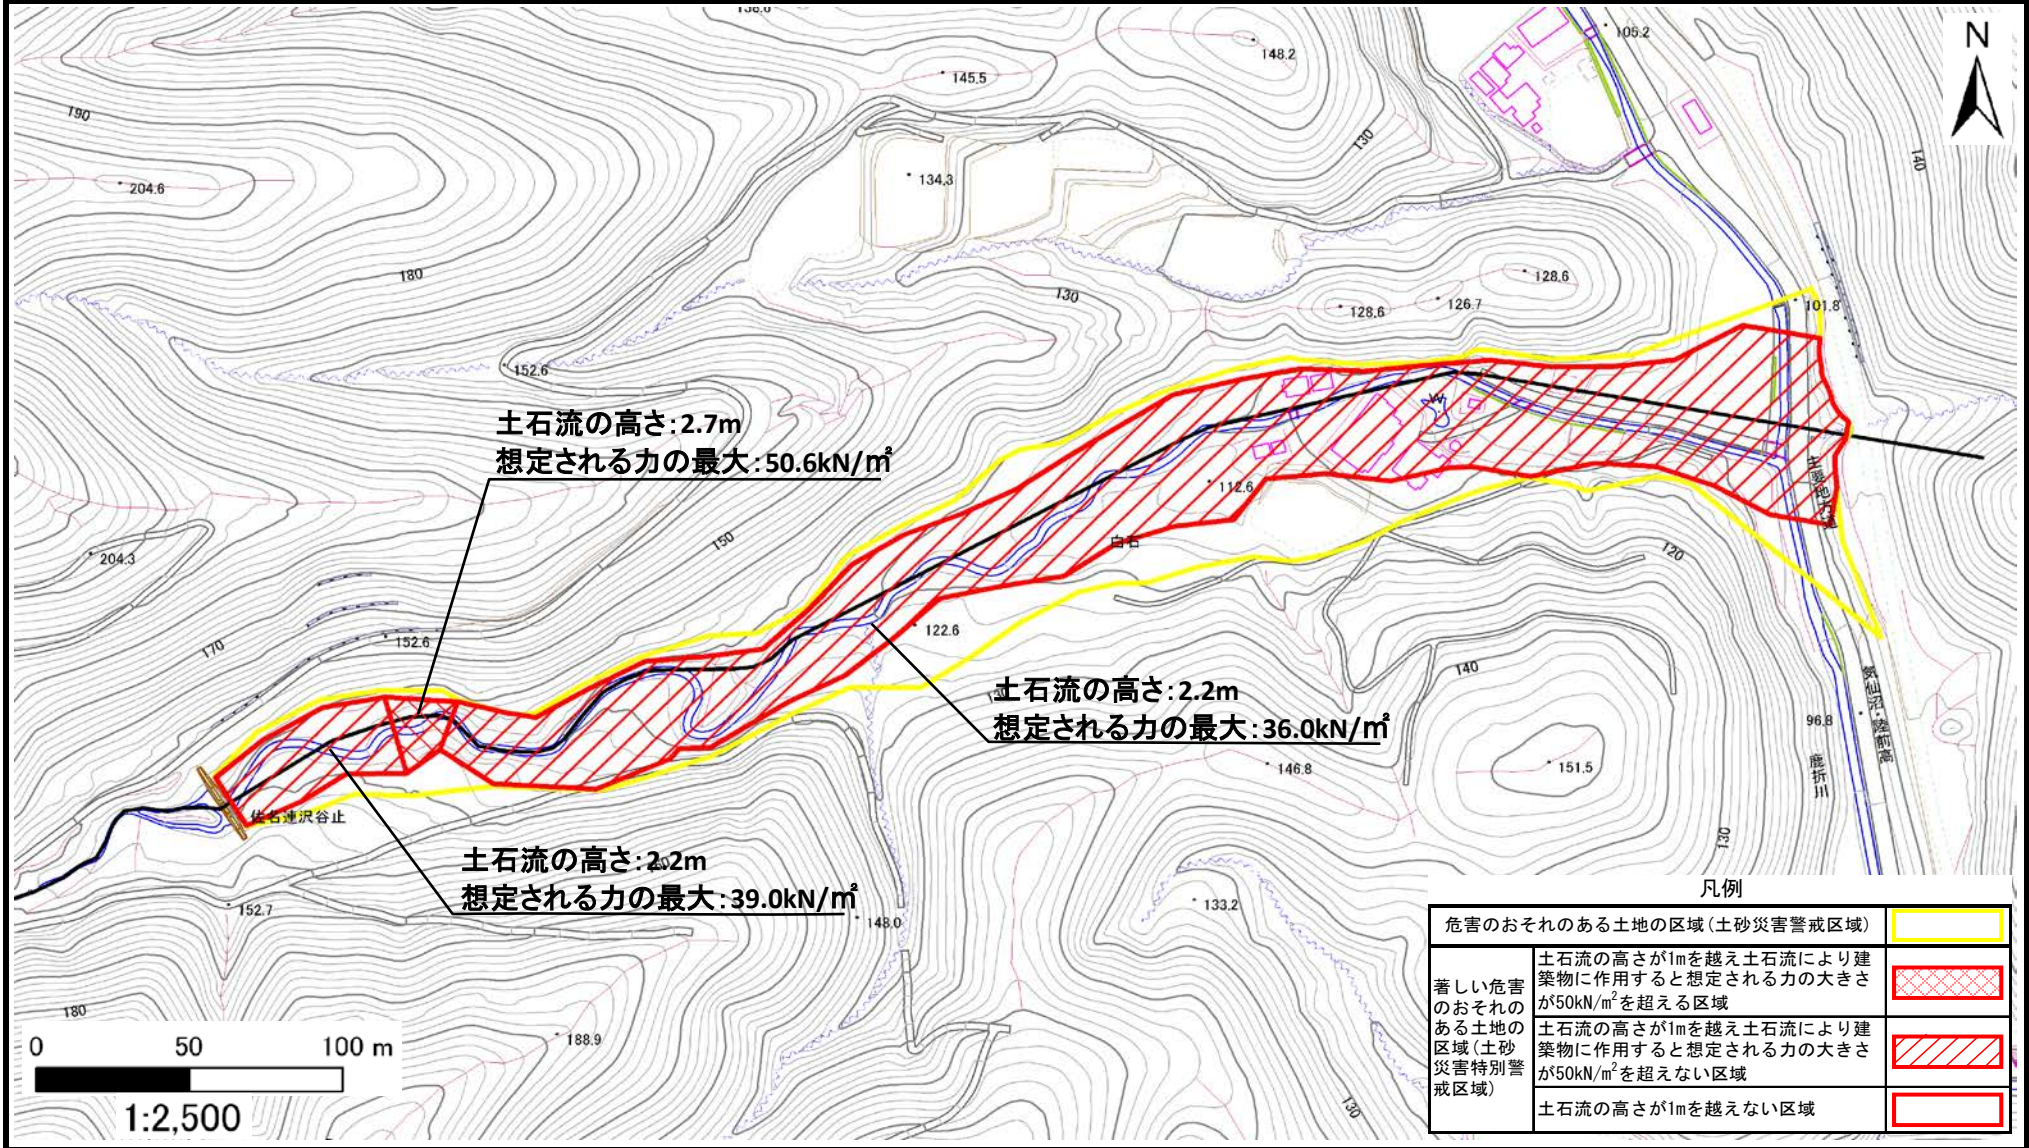 138.6
148.2
145.5
105.2
N
190
130
140
204.6
134.3
180
130
128.6
128.6
126.7
101.8
152.6
土石流の高さ:2.7m
想定される力の最大:50.6kN/㎡
W
112.6
白石
150
120
204.3
152.6
170
122.6
140
土石流の高さ:2.2m
想定される力の最大:36.0kN/㎡
96.8
鹿折川
146.8
151.5
130
佐名連沢谷止
土石流の高さ:2.2m
想定される力の最大:39.0kN/㎡
152.7
148.0
133.2
180
188.9
130
0 50 100 m
1:2,500
凡例
危害のおそれのある土地の区域(土砂災害警戒区域)
著しい危害
のおそれの
ある土地の
区域(土砂
災害特別警
戒区域)
土石流の高さが1mを越え土石流により建
築物に作用すると想定される力の大きさ
が50kN/m²を超える区域
土石流の高さが1mを越え土石流により建
築物に作用すると想定される力の大きさ
が50kN/m²を超えない区域
土石流の高さが1mを越えない区域